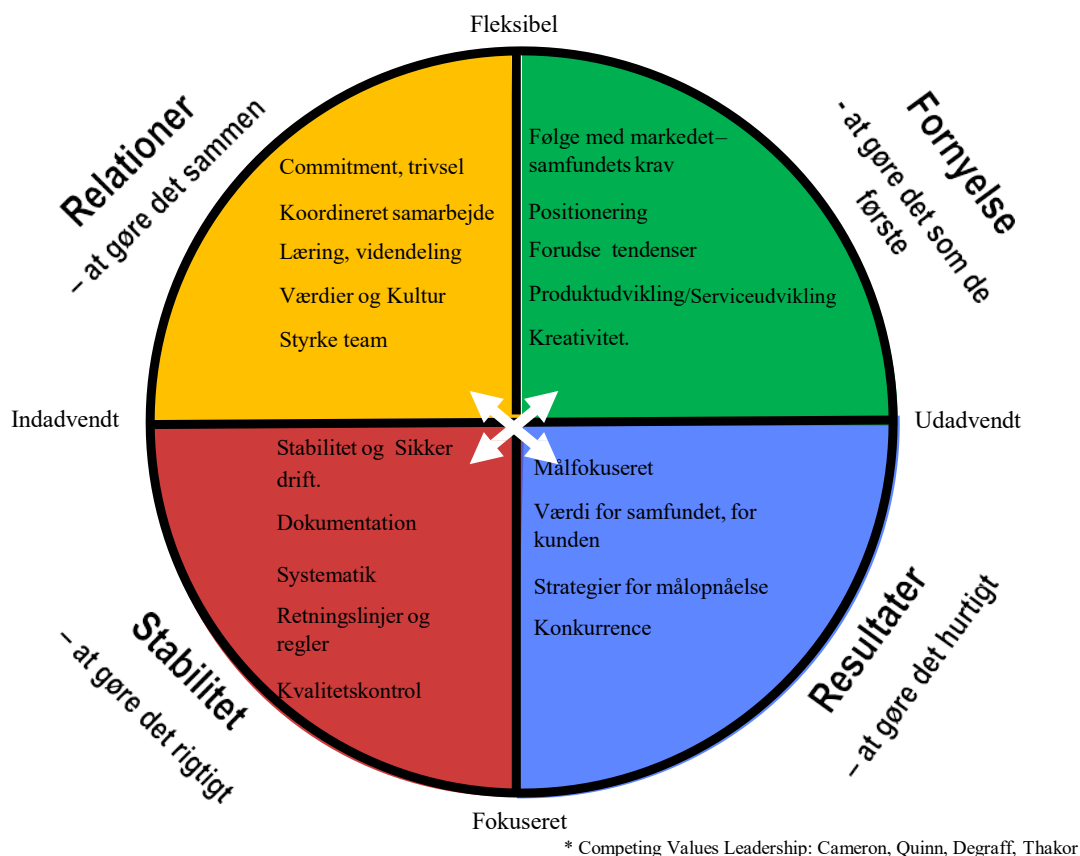 Fleksibel
Relationer
– at gøre det sammen
Commitment, trivsel
Koordineret samarbejde
Læring, videndeling
Værdier og Kultur
Styrke team
Fornyelse
- at gøre det som de
første
Følge med markedet–
samfundets krav
Positionering
Forudse tendenser
Produktudvikling/Serviceudvikling
Kreativitet.
Indadvendt
Udadvendt
Stabilitet og Sikker
drift.
Dokumentation
Systematik
Retningslinjer og
regler
Kvalitetskontrol
Stabilitet
– at gøre det rigtigt
Målfokuseret
Værdi for samfundet, for
kunden
Strategier for målopnåelse
Konkurrence
Resultater
– at gøre det hurtigt
Fokuseret
* Competing Values Leadership: Cameron, Quinn, Degraff, Thakor